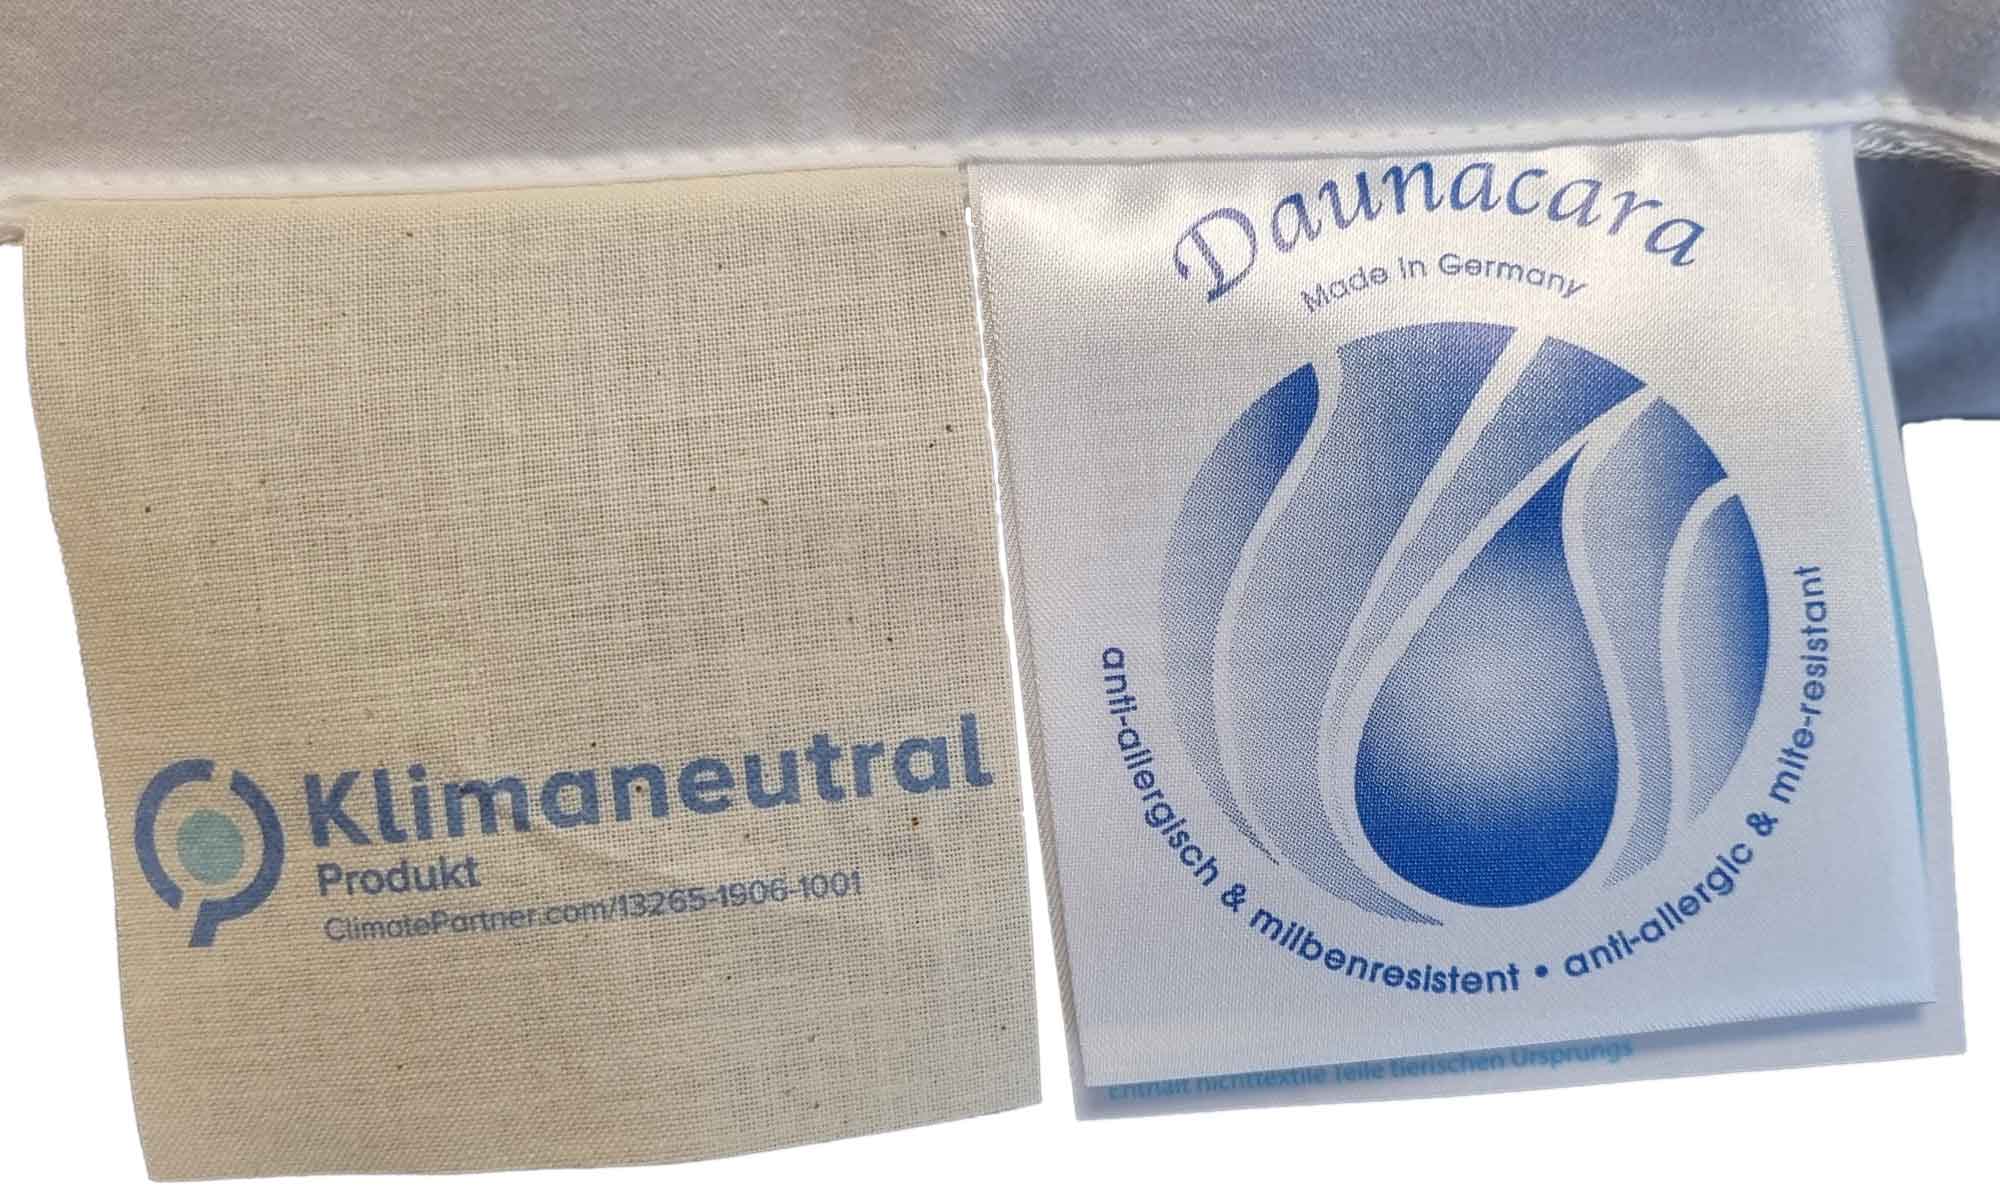 Klimaneutral
Produkt
ClimatePartner.com/13265-1906-1001
Daunacara
Made in Germany
anti-allergisch & milbenresistent • anti-allergic & mite-resistant
Enthält nichttextile Teile tierischen Ursprungs